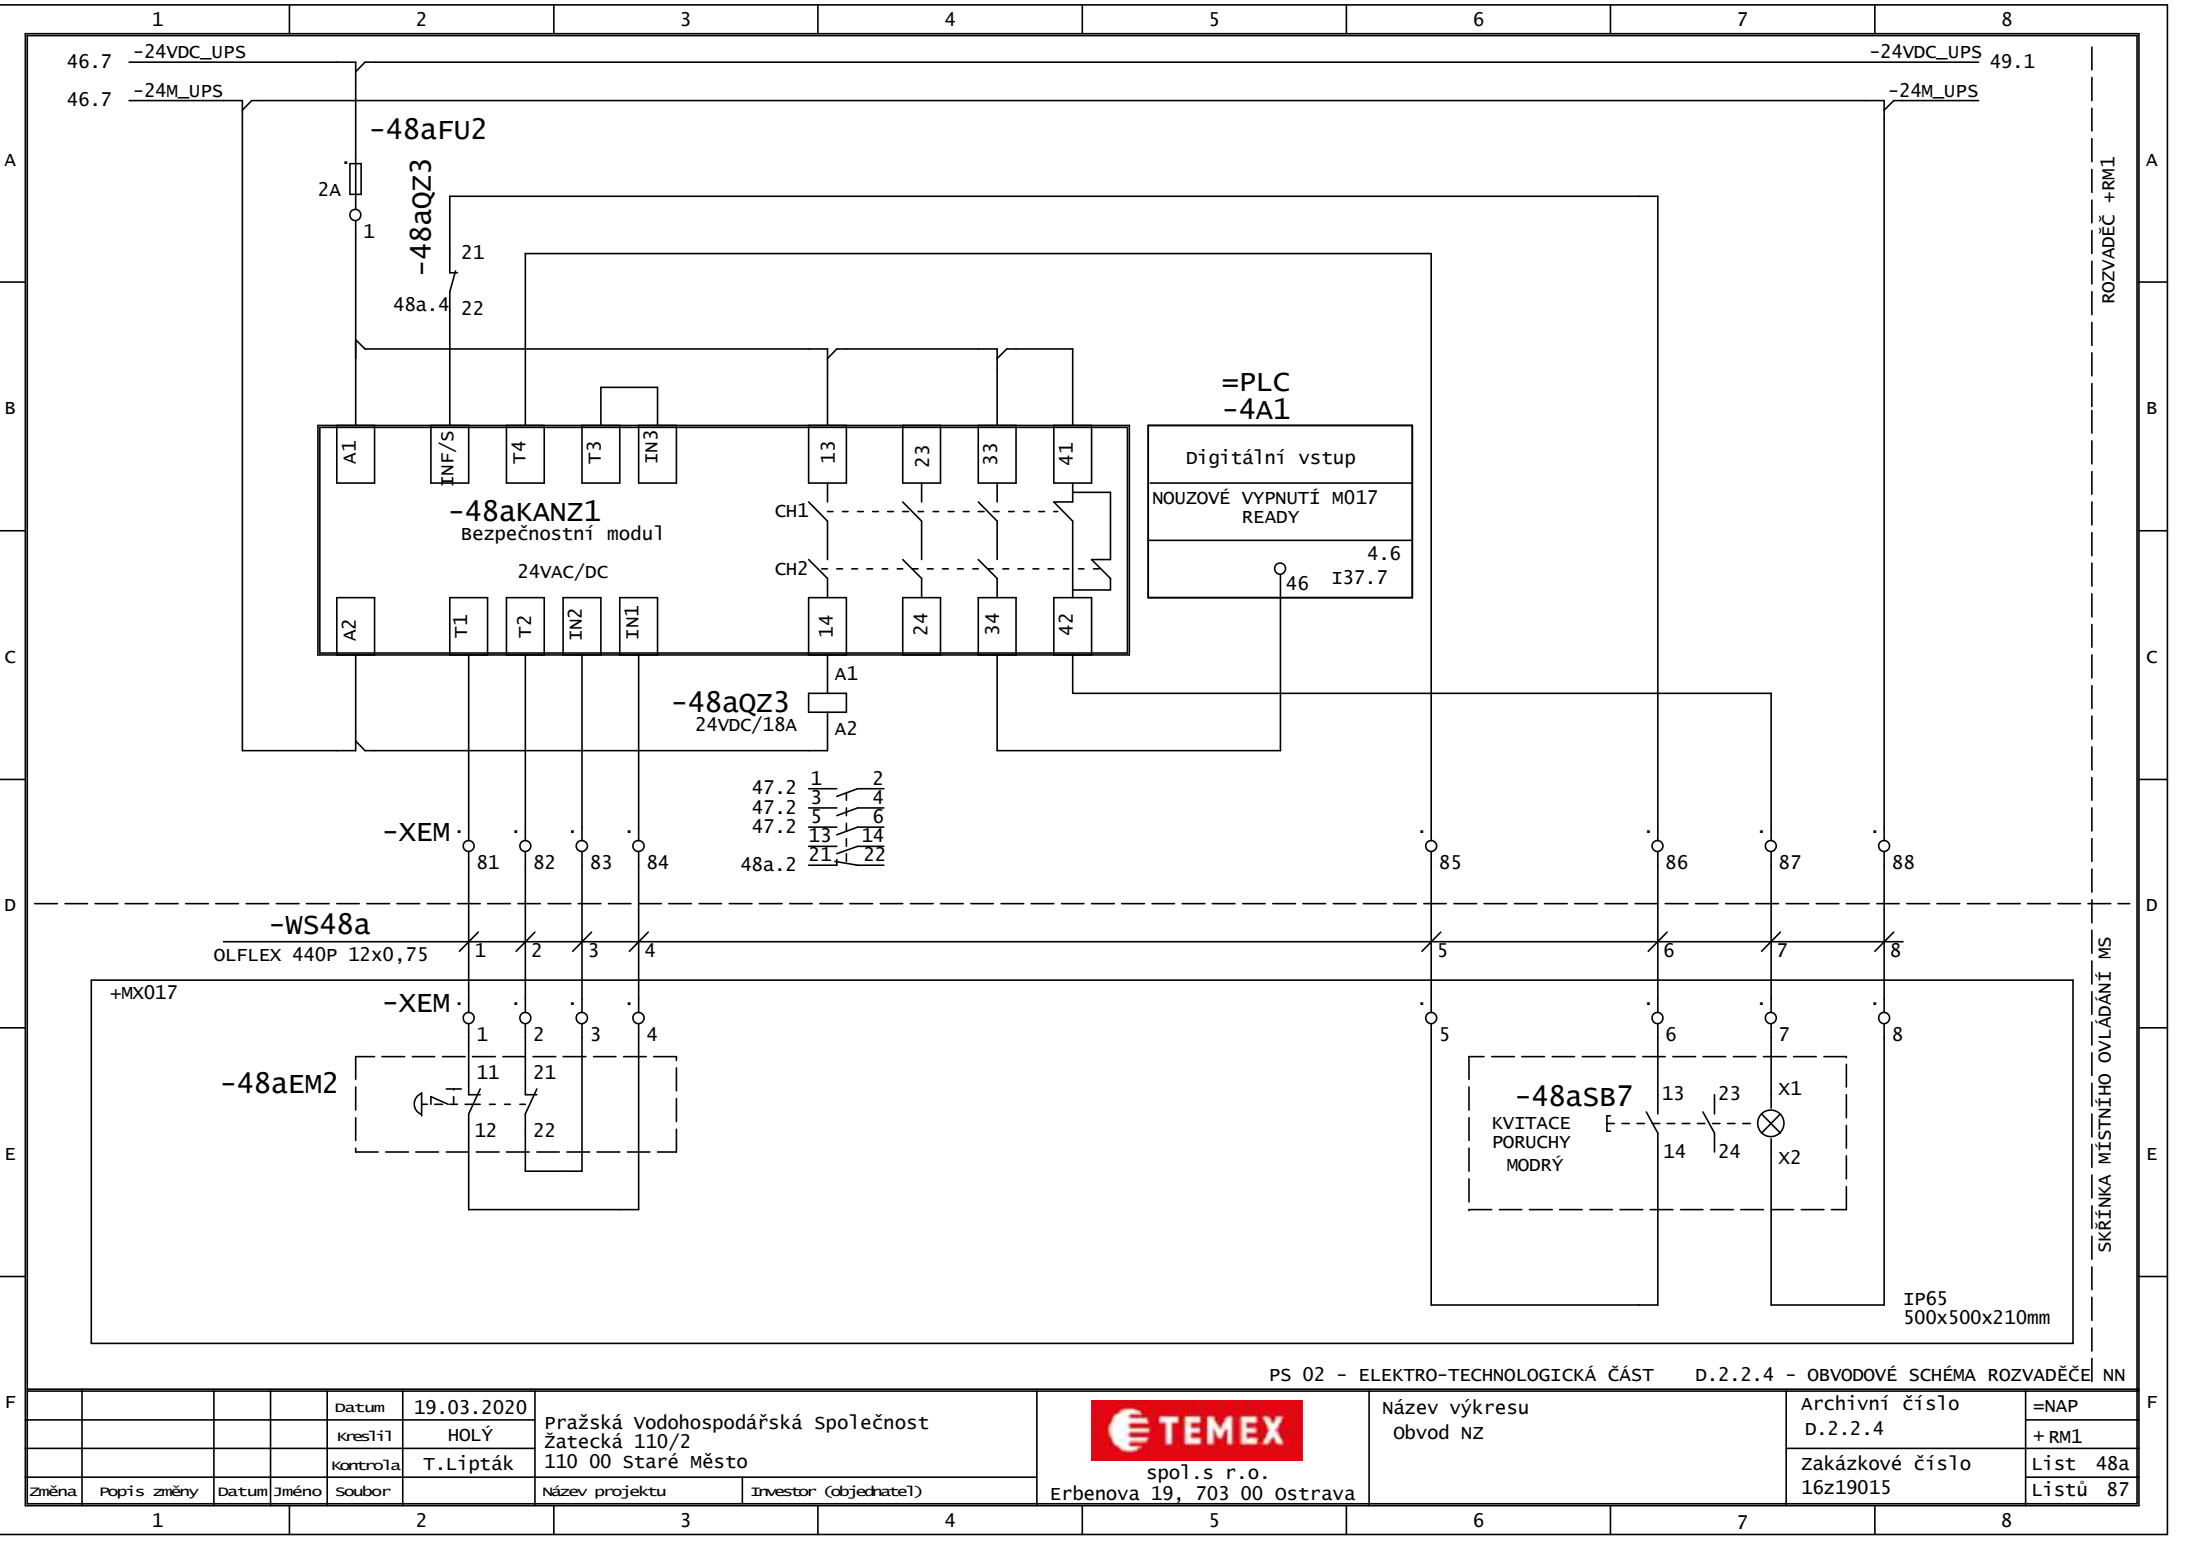 1 2 3 4 5 6 7 8
46.7 -24VDC_UPS -24VDC_UPS 49.1
46.7 -24M_UPS -24M_UPS
-48aFU2
A A
2A
1
-48aQZ3
21
48a.4 22
ROZVADĚČ +RM1
=PLC
-4A1
B B
A1 INF/S T4 T3 IN3 13 23 33 41
Digitální vstup
-48aKANZ1
Bezpečnostní modul
24VAC/DC
CH1
CH2
NOUZOVÉ VYPNUTÍ M017
READY
4.6
46 I37.7
A2 T1 T2 IN2 IN1 14 24 34 42
C C
A1
-48aQZ3
24VDC/18A
A2
47.2 1 2
47.2 3 4
47.2 5 6
13 14
48a.2 21 22
-XEM
81 82 83 84 85 86 87 88
D D
-WS48a
OLFLEX 440P 12x0,75
1 2 3 4 5 6 7 8
+MX017
-XEM
1 2 3 4 5 6 7 8
-48aEM2
11 21
12 22
-48aSB7
KVITACE
PORUCHY
MODRÝ
13 23 X1
14 24 X2
E E
SKŘÍNKA MÍSTNÍHO OVLÁDÁNÍ MS
IP65
500x500x210mm
PS 02 - ELEKTRO-TECHNOLOGICKÁ ČÁST D.2.2.4 - OBVODOVÉ SCHÉMA ROZVADĚČE NN
F F
Datum 19.03.2020
Kreslil HOLÝ
Kontrola T.Lipták
Změna Popis změny Datum Jméno Soubor
Pražská Vodohospodářská Společnost
Žatecká 110/2
110 00 Staré Město
Název projektu Investor (objednatel)
TEMEX
spol.s r.o.
Erbenova 19, 703 00 Ostrava
Název výkresu
Obvod NZ
Archivní číslo
D.2.2.4
Zakázkové číslo
16z19015
=NAP
+ RM1
List 48a
Listů 87
1 2 3 4 5 6 7 8